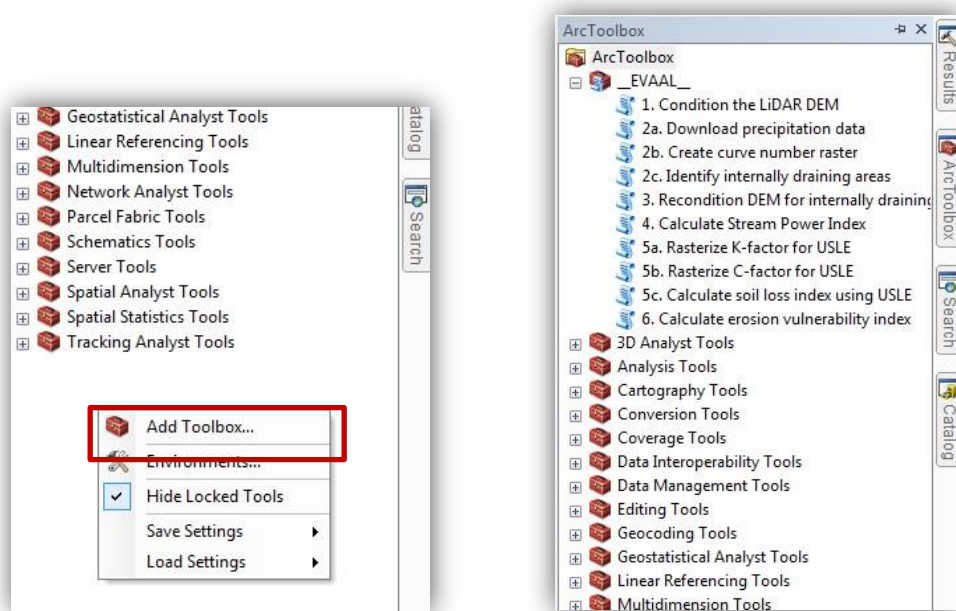 Geostatistical Analyst Tools
Linear Referencing Tools
Multidimension Tools
Network Analyst Tools
Parcel Fabric Tools
Schematics Tools
Server Tools
Spatial Analyst Tools
Spatial Statistics Tools
Tracking Analyst Tools
Add Toolbox...
Environments...
Hide Locked Tools
Save Settings
Load Settings
Search
ArcToolbox
ArcToolbox
__EVAAL__
1. Condition the LiDAR DEM
2a. Download precipitation data
2b. Create curve number raster
2c. Identify internally draining areas
3. Recondition DEM for internally draining
4. Calculate Stream Power Index
5a. Rasterize K-factor for USLE
5b. Rasterize C-factor for USLE
5c. Calculate soil loss index using USLE
6. Calculate erosion vulnerability index
3D Analyst Tools
Analysis Tools
Cartography Tools
Conversion Tools
Coverage Tools
Data Interoperability Tools
Data Management Tools
Editing Tools
Geocoding Tools
Geostatistical Analyst Tools
Linear Referencing Tools
Multidimension Tools
Results
ArcToolbox
Search
Catalog